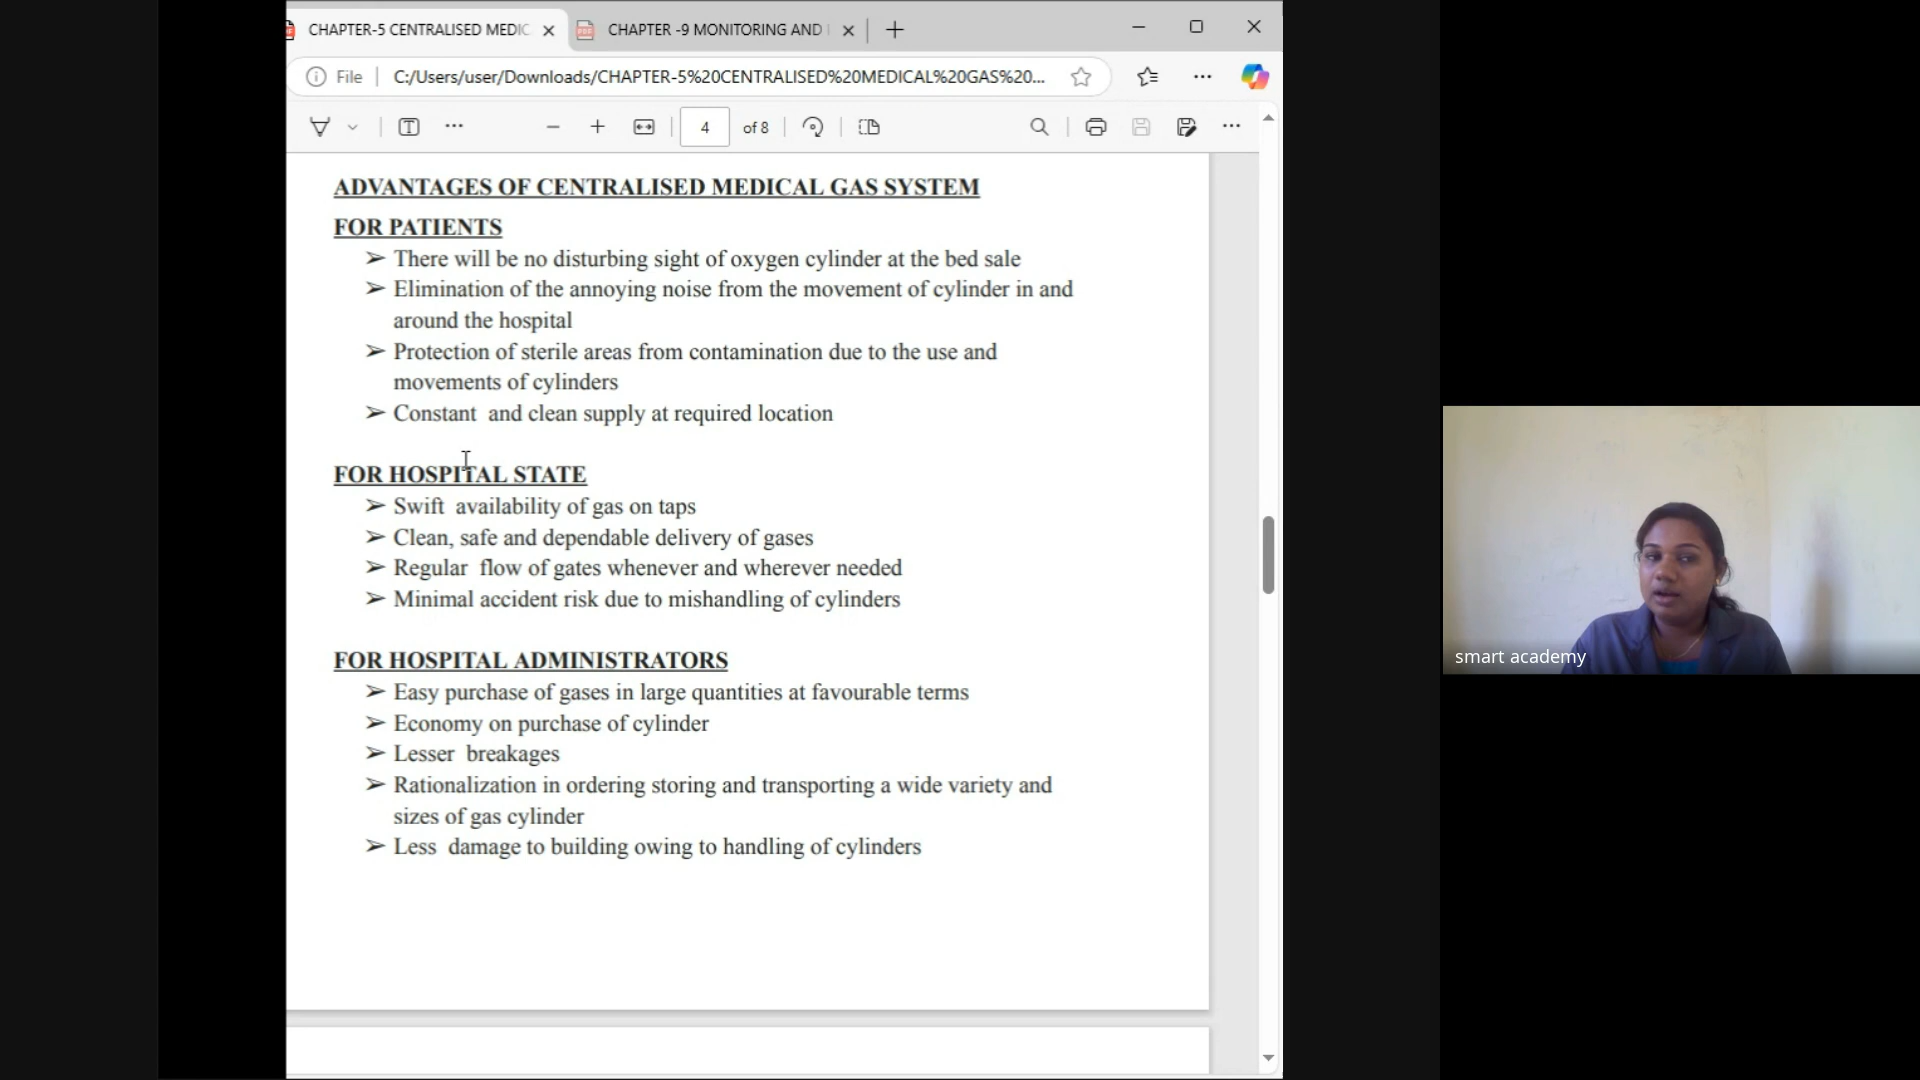 CHAPTER-5 CENTRALISED MEDIC
CHAPTER -9 MONITORING AND
File
C:/Users/user/Downloads/CHAPTER-5%20CENTRALISED%20MEDICAL%20GAS%20...
4 of 8
ADVANTAGES OF CENTRALISED MEDICAL GAS SYSTEM
FOR PATIENTS
➢ There will be no disturbing sight of oxygen cylinder at the bed sale
➢ Elimination of the annoying noise from the movement of cylinder in and
around the hospital
➢ Protection of sterile areas from contamination due to the use and
movements of cylinders
➢ Constant and clean supply at required location
FOR HOSPITAL STATE
➢ Swift availability of gas on taps
➢ Clean, safe and dependable delivery of gases
➢ Regular flow of gates whenever and wherever needed
➢ Minimal accident risk due to mishandling of cylinders
FOR HOSPITAL ADMINISTRATORS
➢ Easy purchase of gases in large quantities at favourable terms
➢ Economy on purchase of cylinder
➢ Lesser breakages
➢ Rationalization in ordering storing and transporting a wide variety and
sizes of gas cylinder
➢ Less damage to building owing to handling of cylinders
smart academy